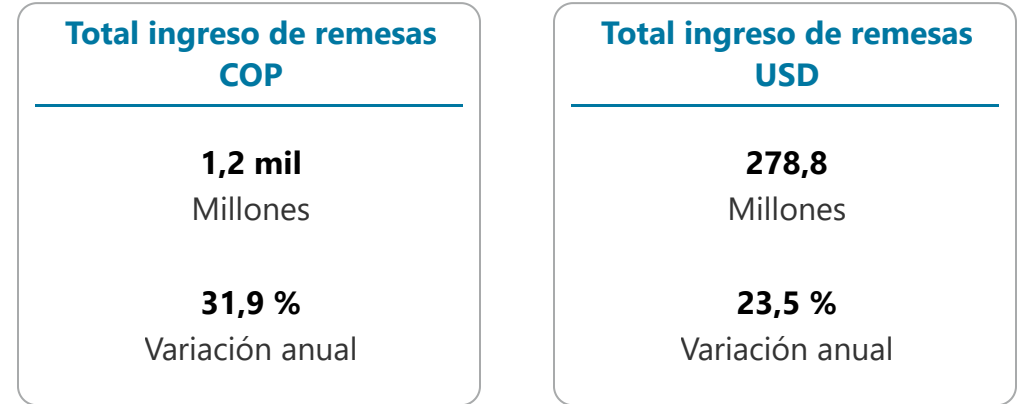 Total ingreso de remesas
COP
1,2 mil
Millones
31,9 %
Variación anual
Total ingreso de remesas
USD
278,8
Millones
23,5 %
Variación anual